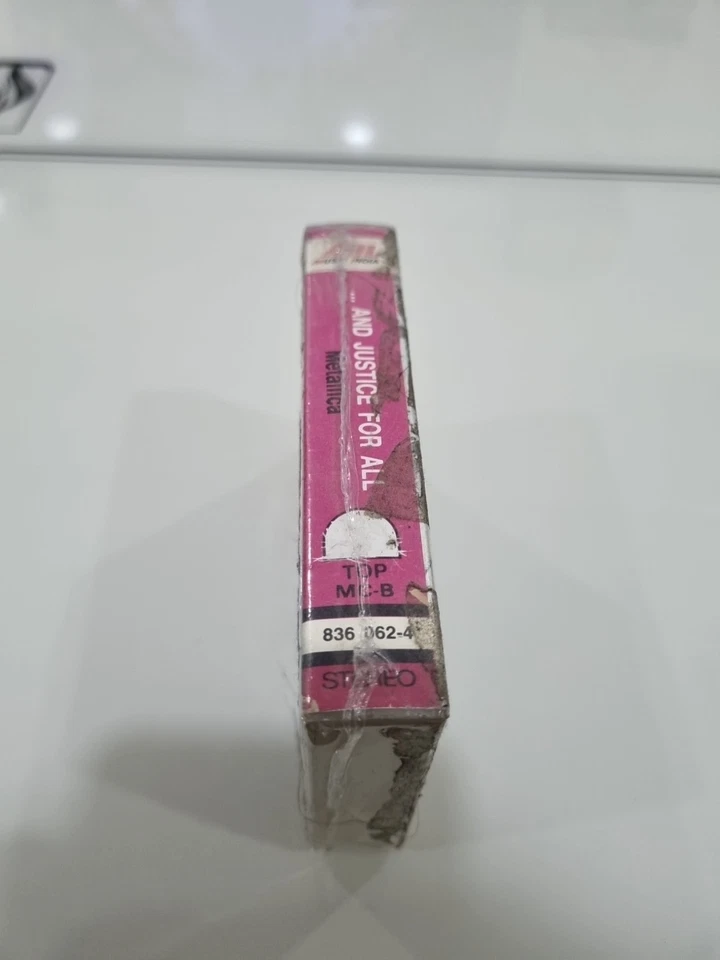 ... AND JUSTICE FOR ALL
Metallica
TOP
MC-B
836 062-4
STEREO